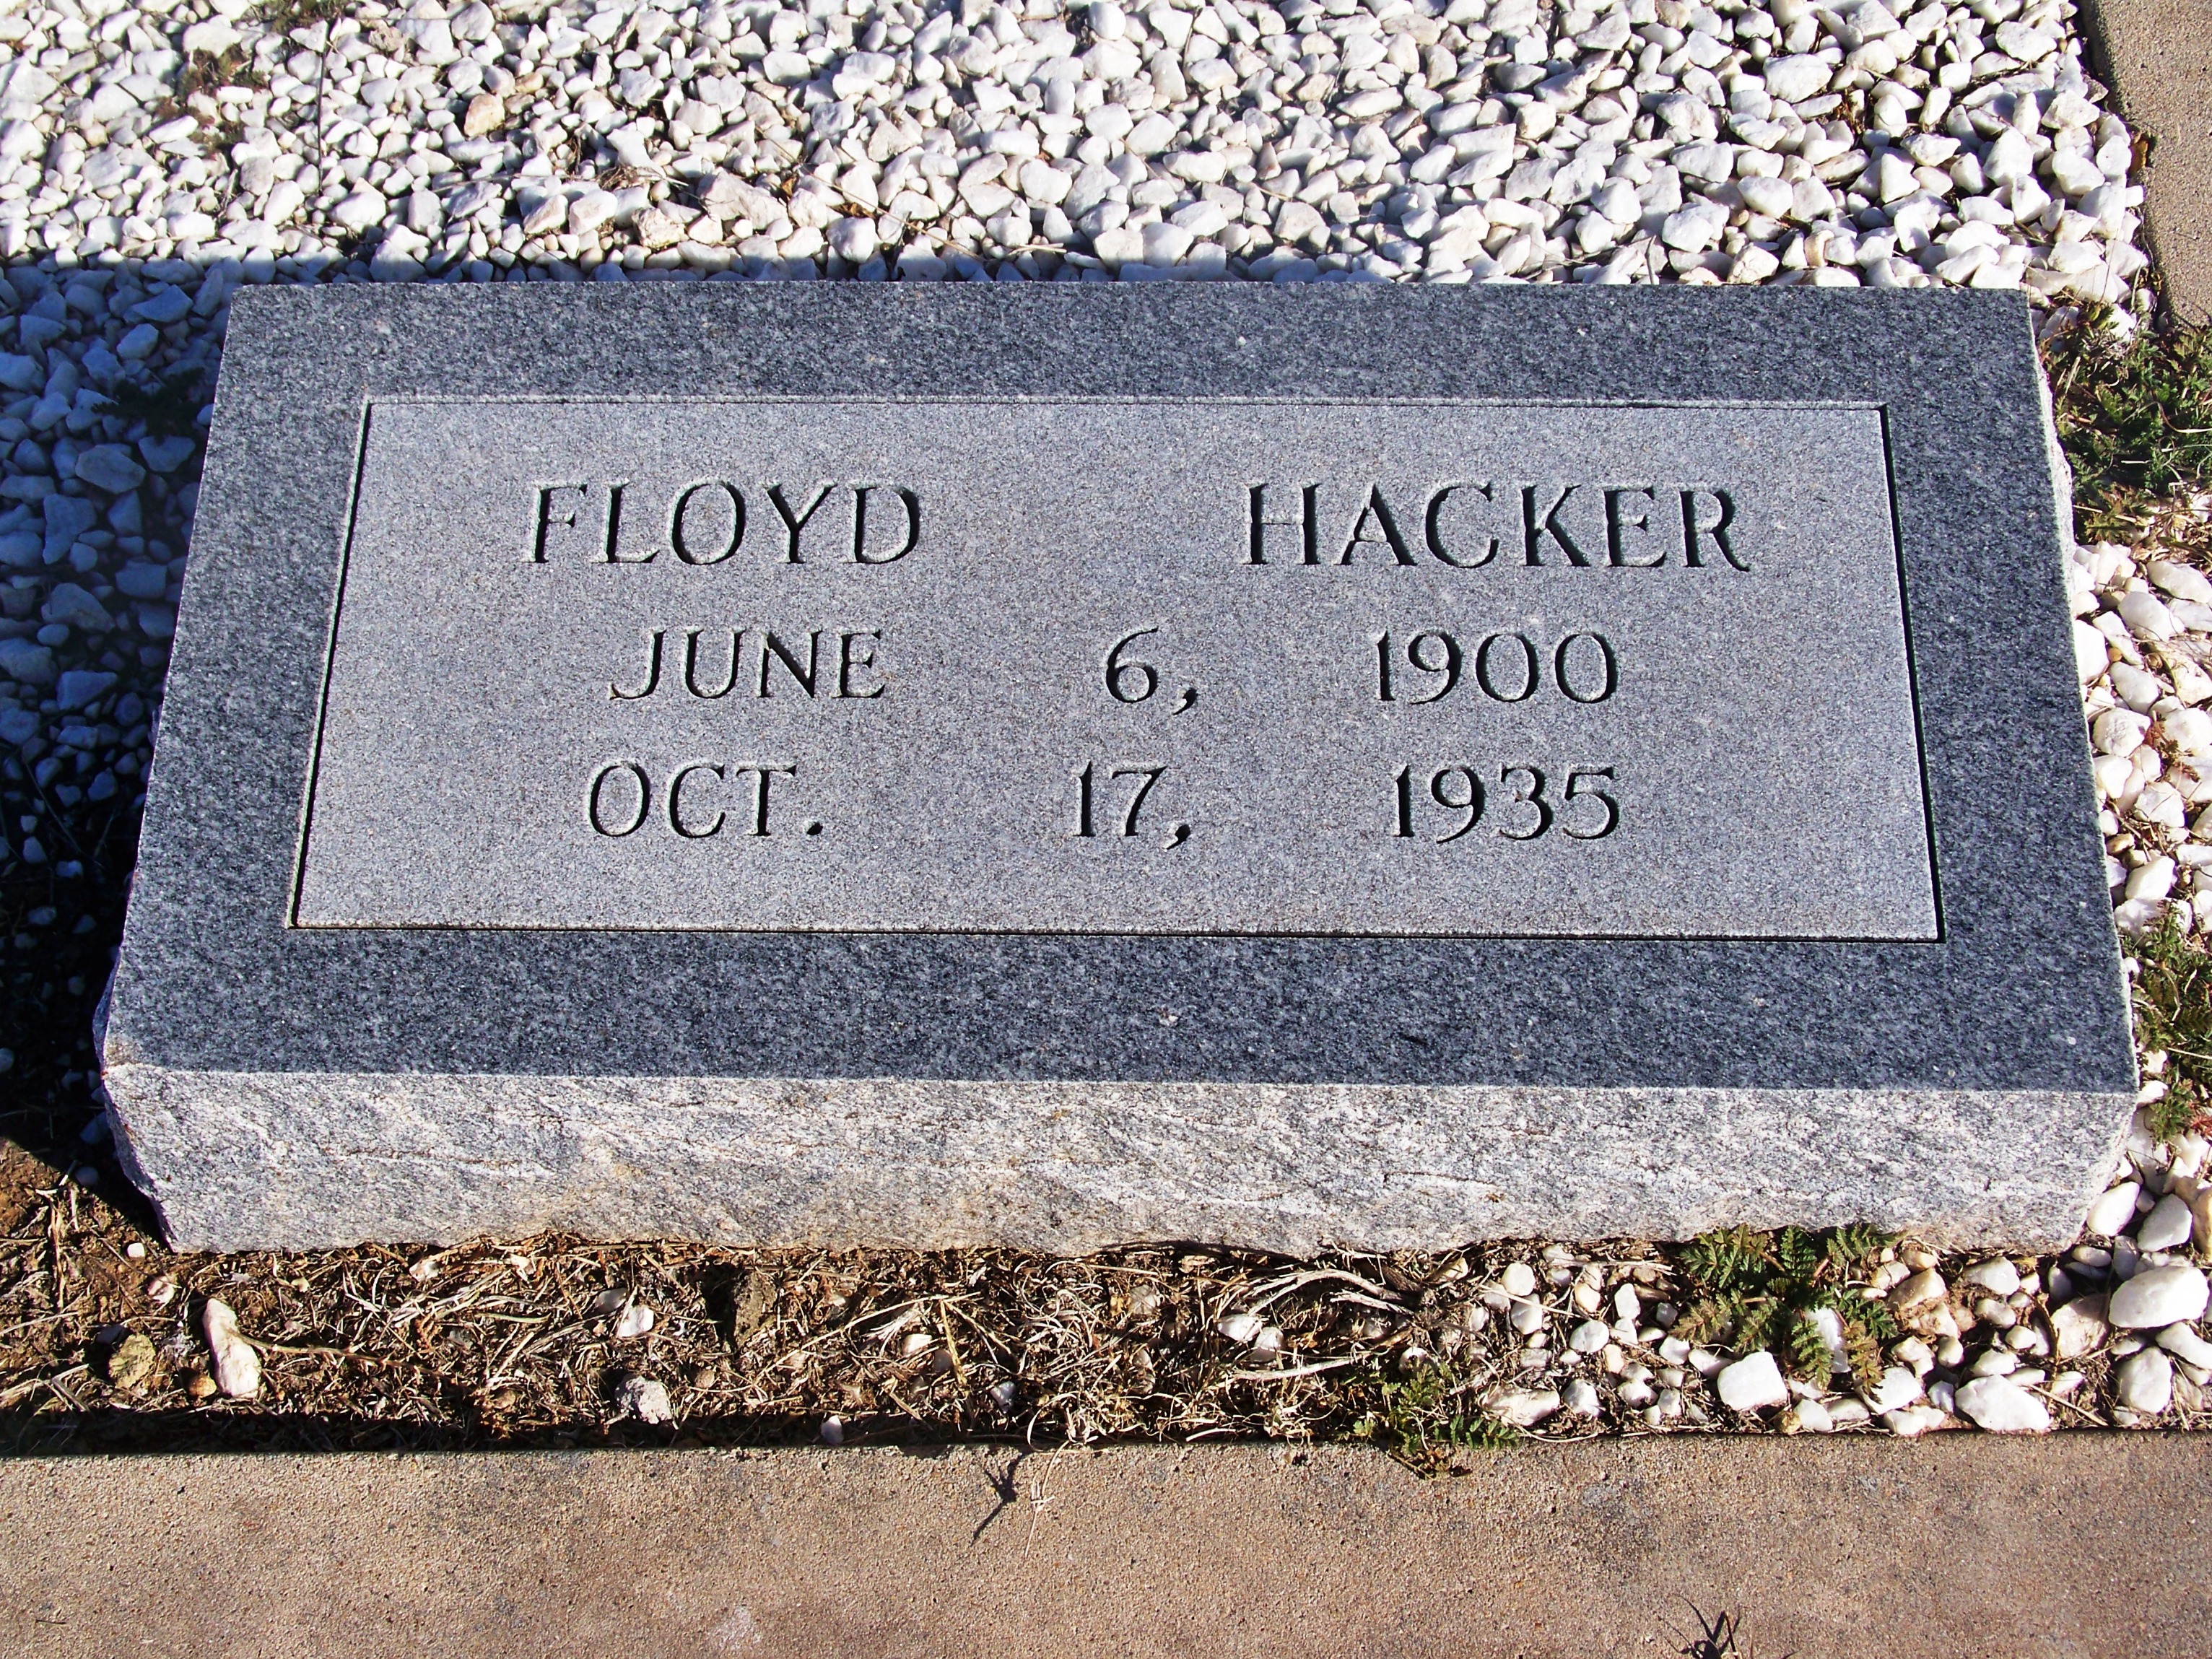 FLOYD HACKER
JUNE 6, 1900
OCT. 17, 1935